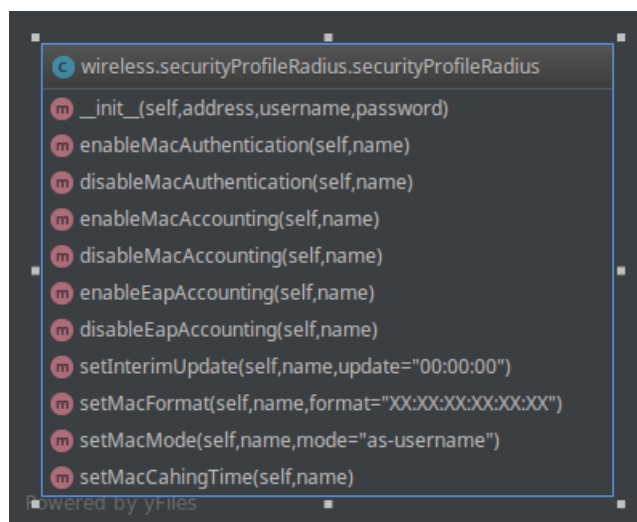 wireless.securityProfileRadius.securityProfileRadius
__init__(self,address,username,password)
enableMacAuthentication(self,name)
disableMacAuthentication(self,name)
enableMacAccounting(self,name)
disableMacAccounting(self,name)
enableEapAccounting(self,name)
disableEapAccounting(self,name)
setInterimUpdate(self,name,update="00:00:00")
setMacFormat(self,name,format="XX:XX:XX:XX:XX:XX")
setMacMode(self,name,mode="as-username")
setMacCahingTime(self,name)
Powered by yFiles